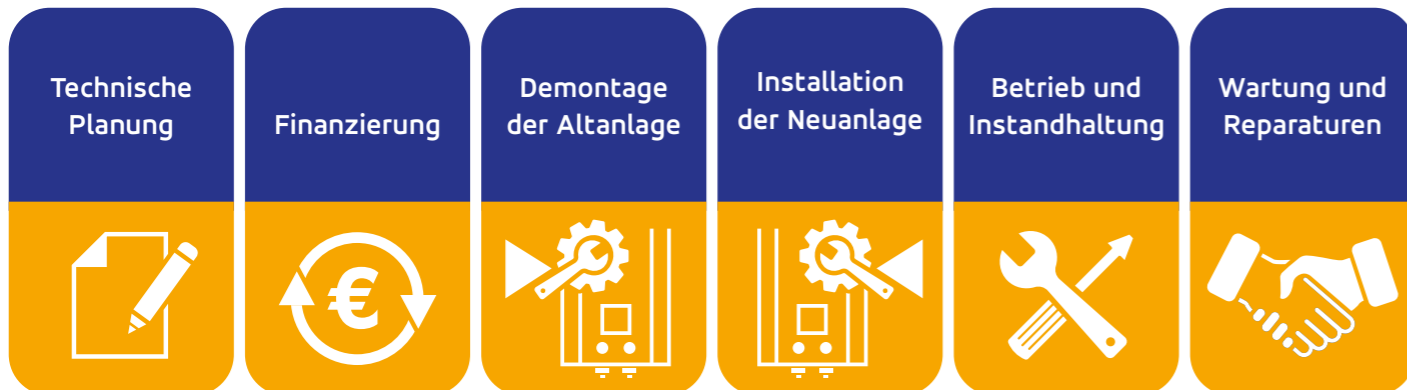 Technische
Planung
Finanzierung
Demontage
der Altanlage
Installation
der Neuanlage
Betrieb und
Instandhaltung
Wartung und
Reparaturen
€